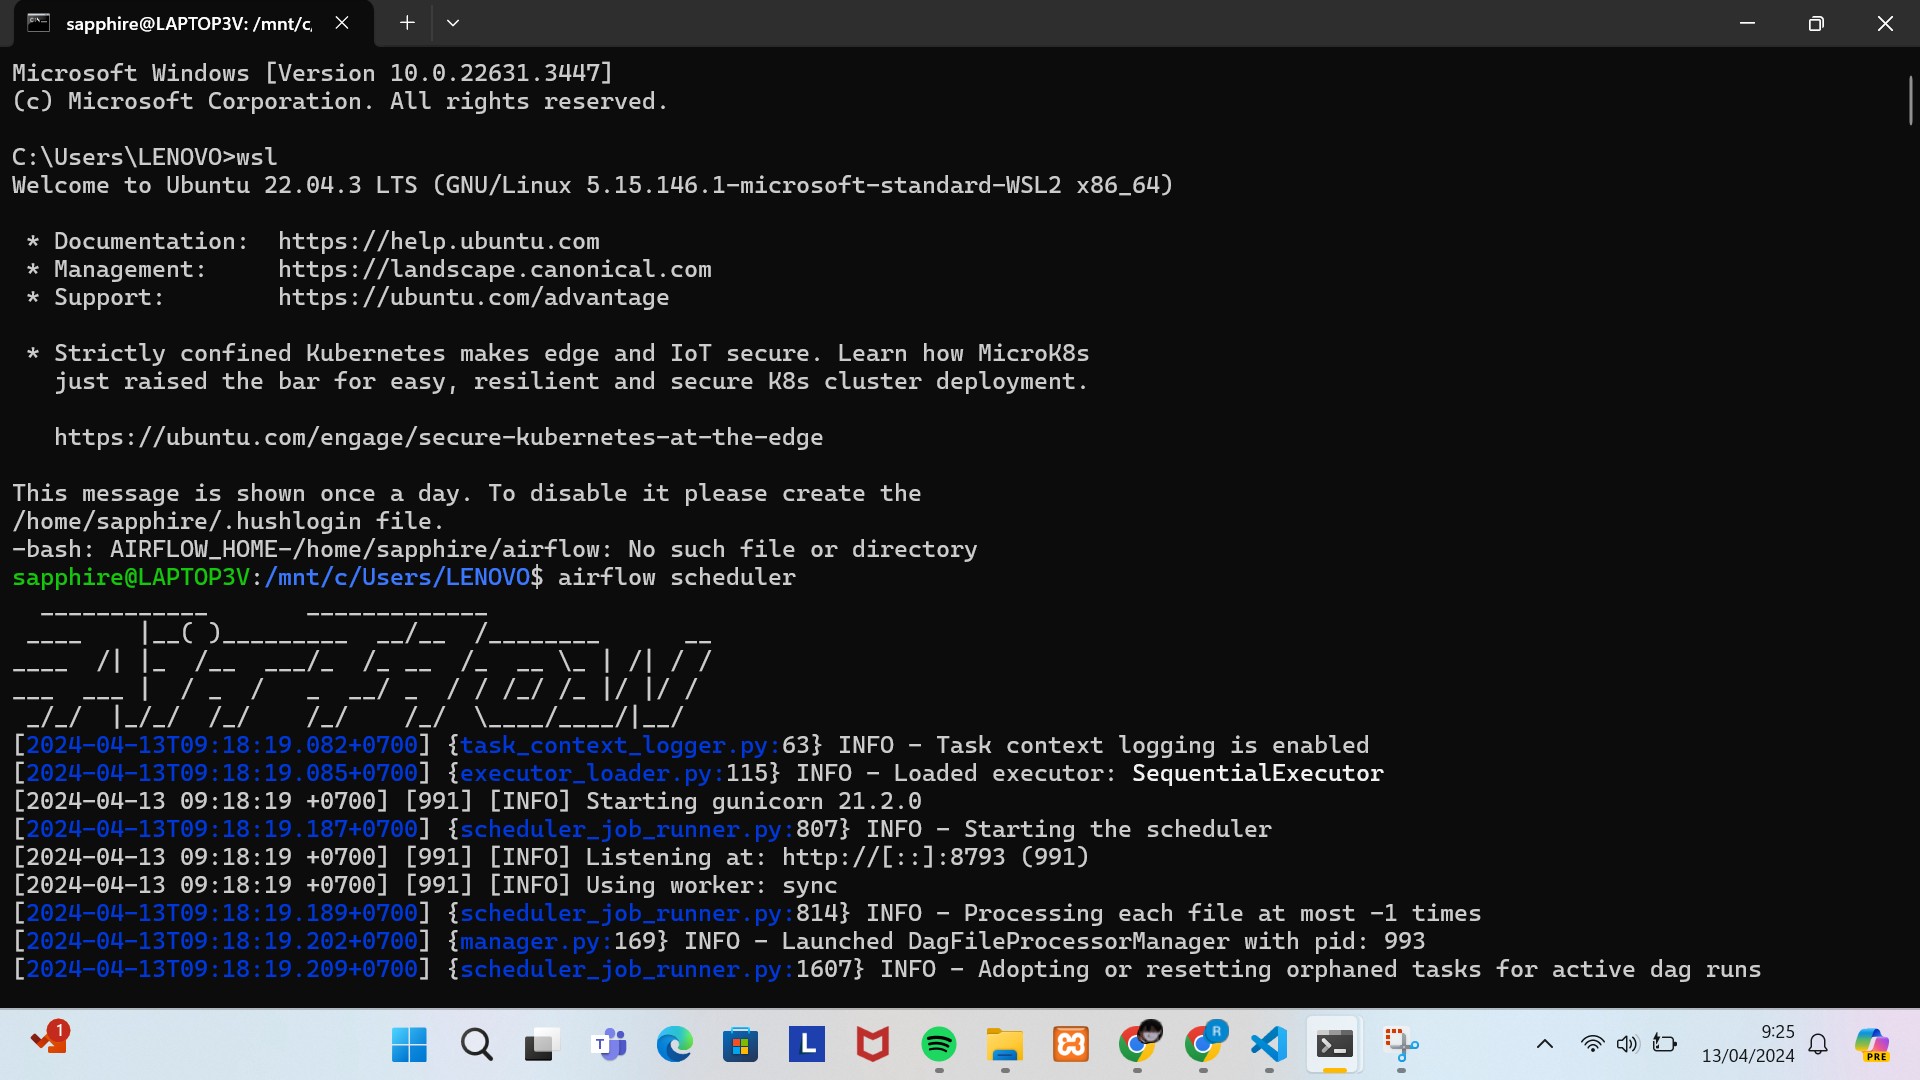 sapphire@LAPTOP3V: /mnt/c/
Microsoft Windows [Version 10.0.22631.3447]
(c) Microsoft Corporation. All rights reserved.
C:\Users\LENOVO>wsl
Welcome to Ubuntu 22.04.3 LTS (GNU/Linux 5.15.146.1-microsoft-standard-WSL2 x86_64)
* Documentation:  https://help.ubuntu.com
* Management:     https://landscape.canonical.com
* Support:        https://ubuntu.com/advantage
* Strictly confined Kubernetes makes edge and IoT secure. Learn how MicroK8s
just raised the bar for easy, resilient and secure K8s cluster deployment.
https://ubuntu.com/engage/secure-kubernetes-at-the-edge
This message is shown once a day. To disable it please create the
/home/sapphire/.hushlogin file.
-bash: AIRFLOW_HOME-/home/sapphire/airflow: No such file or directory
sapphire@LAPTOP3V:/mnt/c/Users/LENOVO$ airflow scheduler
Airflow
[2024-04-13T09:18:19.082+0700] {task_context_logger.py:63} INFO - Task context logging is enabled
[2024-04-13T09:18:19.085+0700] {executor_loader.py:115} INFO - Loaded executor: SequentialExecutor
[2024-04-13 09:18:19 +0700] [991] [INFO] Starting gunicorn 21.2.0
[2024-04-13T09:18:19.187+0700] {scheduler_job_runner.py:807} INFO - Starting the scheduler
[2024-04-13 09:18:19 +0700] [991] [INFO] Listening at: http://[::]:8793 (991)
[2024-04-13 09:18:19 +0700] [991] [INFO] Using worker: sync
[2024-04-13T09:18:19.189+0700] {scheduler_job_runner.py:814} INFO - Processing each file at most -1 times
[2024-04-13T09:18:19.202+0700] {manager.py:169} INFO - Launched DagFileProcessorManager with pid: 993
[2024-04-13T09:18:19.209+0700] {scheduler_job_runner.py:1607} INFO - Adopting or resetting orphaned tasks for active dag runs
1
T
L
R
9:25
13/04/2024
PRE